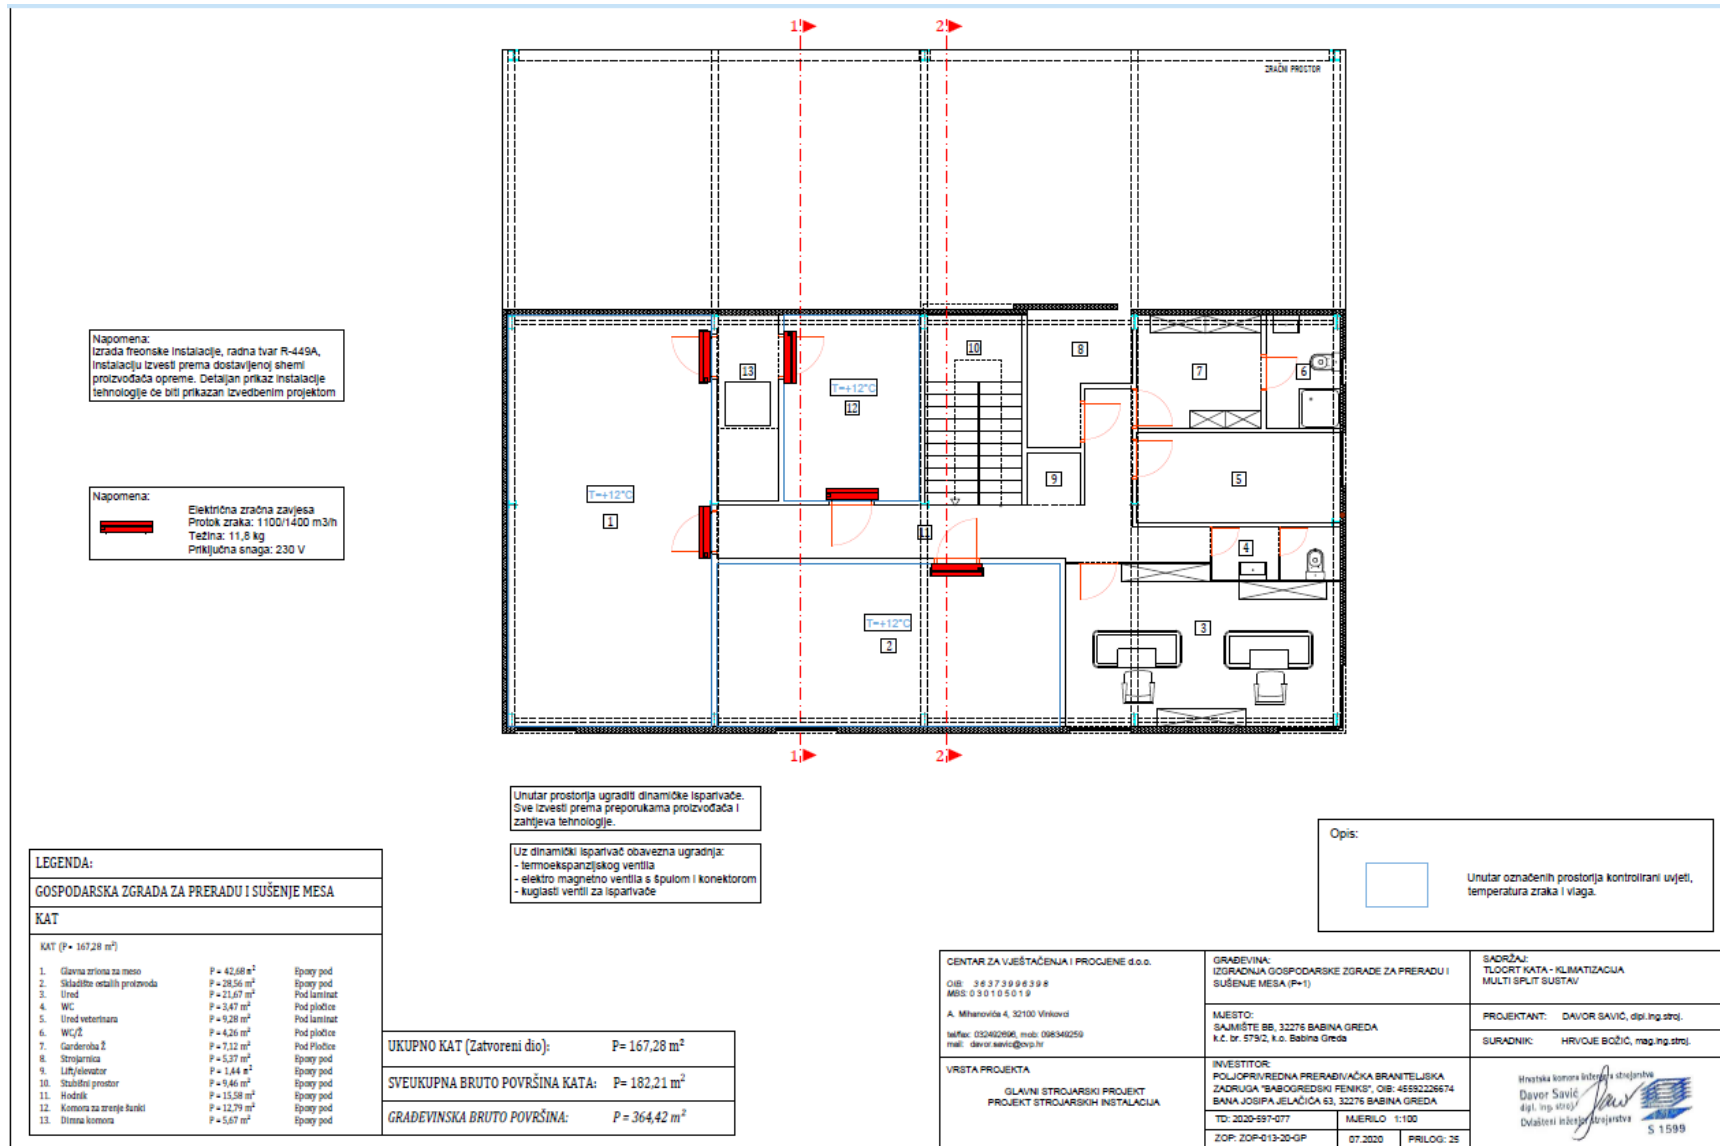 1
2
ZRAČNI PROSTOR
Napomena:
Izrada freonske instalacije, radna tvar R-449A,
Instalaciju izvesti prema dostavljenoj shemi
proizvođača opreme. Detaljan prikaz instalacije
tehnologije će biti prikazan izvedbenim projektom
10
8
13
7
6
T=+12°C
12
Napomena:
Električna zračna zavjesa
Protok zraka: 1100/1400 m3/h
Težina: 11,8 kg
Priključna snaga: 230 V
T=+12°C
1
9
5
11
4
T=+12°C
2
3
1
2
Unutar prostorija ugraditi dinamičke isparivače.
Sve izvesti prema preporukama proizvođača i
zahtjeva tehnologije.
Uz dinamički isparivač obavezna ugradnja:
- termoekspanzijskog ventila
- elektro magnetno ventila s špulom i konektorom
- kuglasti ventil za isparivače
Opis:
Unutar označenih prostorija kontrolirani uvjeti,
temperatura zraka i vlaga.
LEGENDA:
GOSPODARSKA ZGRADA ZA PRERADU I SUŠENJE MESA
KAT
KAT (P= 167,28 m²)
1. Glavna zriona za meso P = 42,68 m² Epoxy pod
2. Skladište ostalih proizvoda P = 28,56 m² Epoxy pod
3. Ured P = 21,67 m² Pod laminat
4. WC P = 3,47 m² Pod pločice
5. Ured veterinara P = 9,28 m² Pod laminat
6. WC/Ž P = 4,26 m² Pod pločice
7. Garderoba Ž P = 7,12 m² Pod Pločice
8. Strojarnica P = 5,37 m² Epoxy pod
9. Lift/elevator P = 1,44 m² Epoxy pod
10. Stubišni prostor P = 9,46 m² Epoxy pod
11. Hodnik P = 15,58 m² Epoxy pod
12. Komora za zrenje šunki P = 12,79 m² Epoxy pod
13. Dimna komora P = 5,67 m² Epoxy pod
UKUPNO KAT (Zatvoreni dio): P= 167,28 m²
SVEUKUPNA BRUTO POVRŠINA KATA: P= 182,21 m²
GRAĐEVINSKA BRUTO POVRŠINA: P = 364,42 m²
CENTAR ZA VJEŠTAČENJA I PROCJENE d.o.o.
OIB: 36373996398
MBS: 030105019
A. Mihanovića 4, 32100 Vinkovci
tel/fax: 032492696, mob: 098349259
mail: davor.savic@cvp.hr
VRSTA PROJEKTA
GLAVNI STROJARSKI PROJEKT
PROJEKT STROJARSKIH INSTALACIJA
GRAĐEVINA:
IZGRADNJA GOSPODARSKE ZGRADE ZA PRERADU I
SUŠENJE MESA (P+1)
MJESTO:
SAJMIŠTE BB, 32276 BABINA GREDA
k.č. br. 579/2, k.o. Babina Greda
INVESTITOR:
POLJOPRIVREDNA PRERAĐIVAČKA BRANITELJSKA
ZADRUGA "BABOGREDSKI FENIKS", OIB: 45592226674
BANA JOSIPA JELAČIĆA 63, 32276 BABINA GREDA
TD: 2020-597-077 MJERILO 1:100
ZOP: ZOP-013-20-GP 07.2020 PRILOG: 25
SADRŽAJ:
TLOCRT KATA - KLIMATIZACIJA
MULTI SPLIT SUSTAV
PROJEKTANT: DAVOR SAVIĆ, dipl.ing.stroj.
SURADNIK: HRVOJE BOŽIĆ, mag.ing.stroj.
Hrvatska komora inženjera strojarstva
Davor Savić
dipl. ing. stroj.
Ovlašteni inženjer strojarstva
S 1599